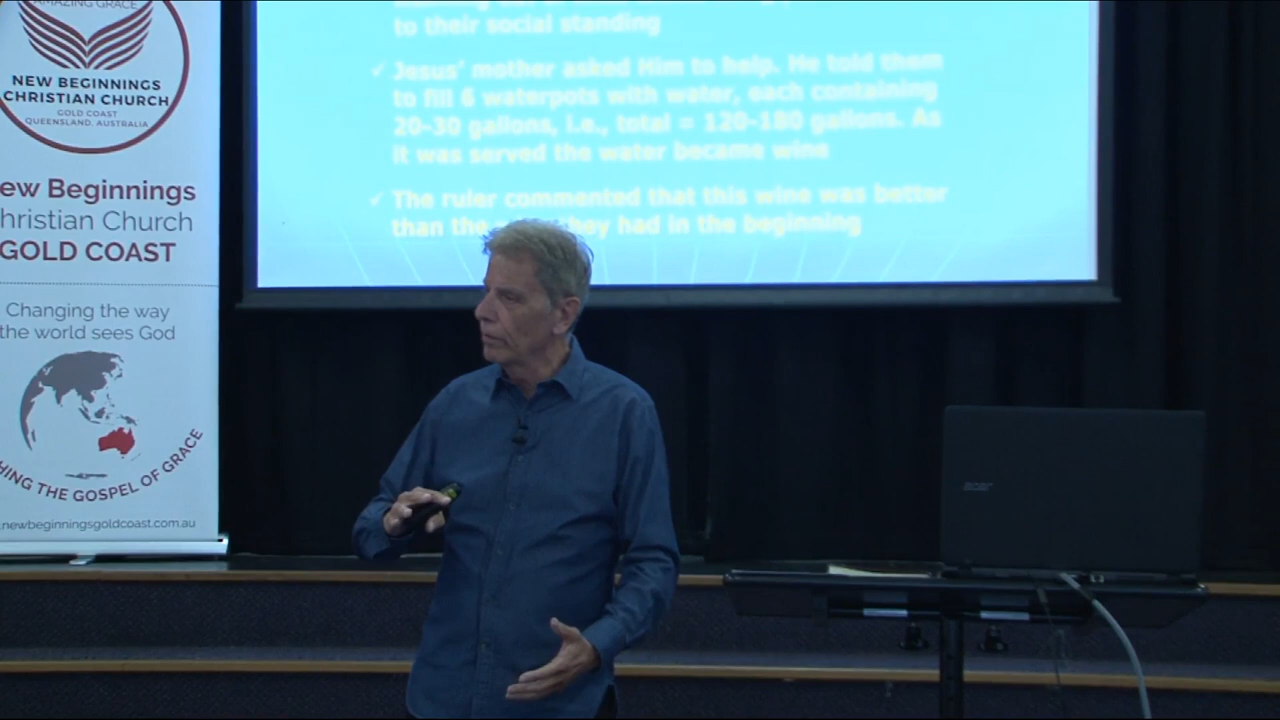 AMAZING GRACE
NEW BEGINNINGS
CHRISTIAN CHURCH
GOLD COAST
QUEENSLAND, AUSTRALIA
ew Beginnings
hristian Church
GOLD COAST
Changing the way
the world sees God
HING THE GOSPEL OF GRACE
.newbeginningsgoldcoast.com.au
to their social standing
✓ Jesus' mother asked Him to help. He told them
to fill 6 waterpots with water, each containing
20-30 gallons, i.e., total = 120-180 gallons. As
it was served the water became wine
✓ The ruler commented that this wine was better
than the they had in the beginning